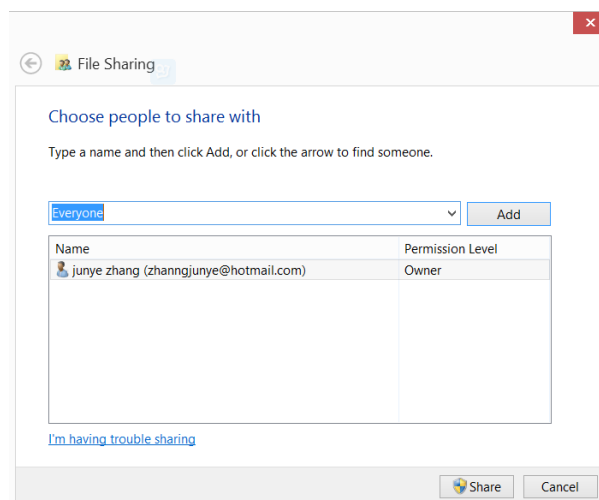 File Sharing
Choose people to share with
Type a name and then click Add, or click the arrow to find someone.
Everyone
Add
Name Permission Level
junye zhang (zhanngjunye@hotmail.com) Owner
I'm having trouble sharing
Share Cancel